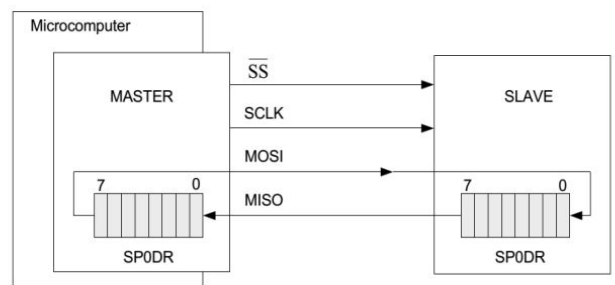 Microcomputer
MASTER
SLAVE
SS
SCLK
MOSI
MISO
7 0
7 0
SP0DR
SP0DR